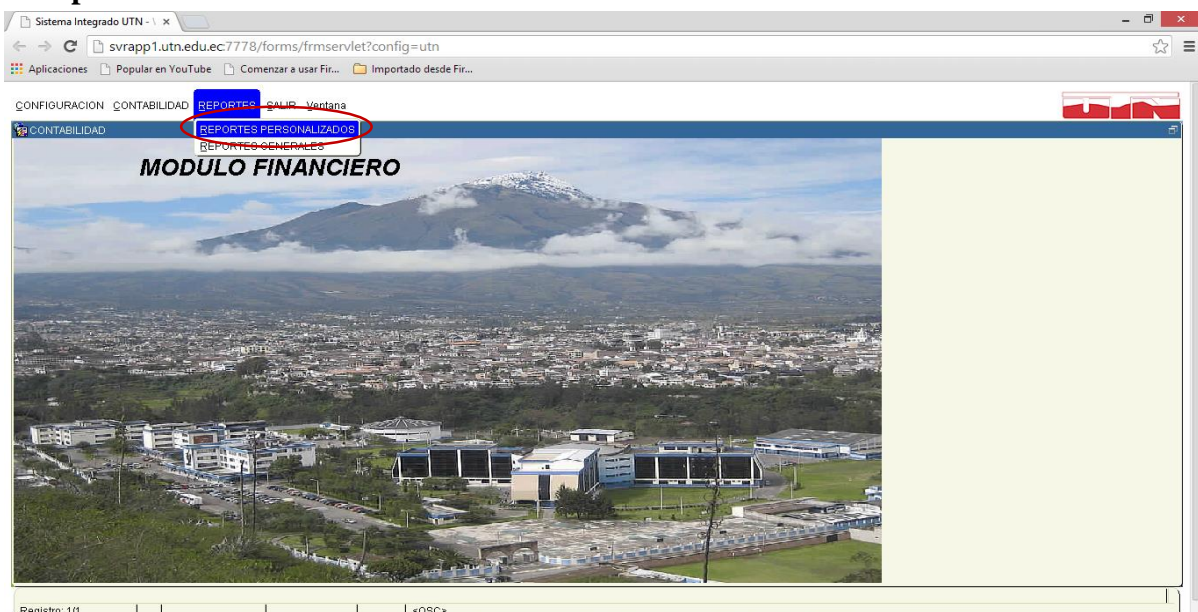 Sistema Integrado UTN - \ ×
svrapp1.utn.edu.ec:7778/forms/frmservlet?config=utn
Aplicaciones Popular en YouTube Comenzar a usar Fir... Importado desde Fir...
CONFIGURACION CONTABILIDAD REPORTES SALIR Ventana
UTN
CONTABILIDAD
REPORTES PERSONALIZADOS
REPORTES GENERALES
MODULO FINANCIERO
Registro: 1/1 <OSC>